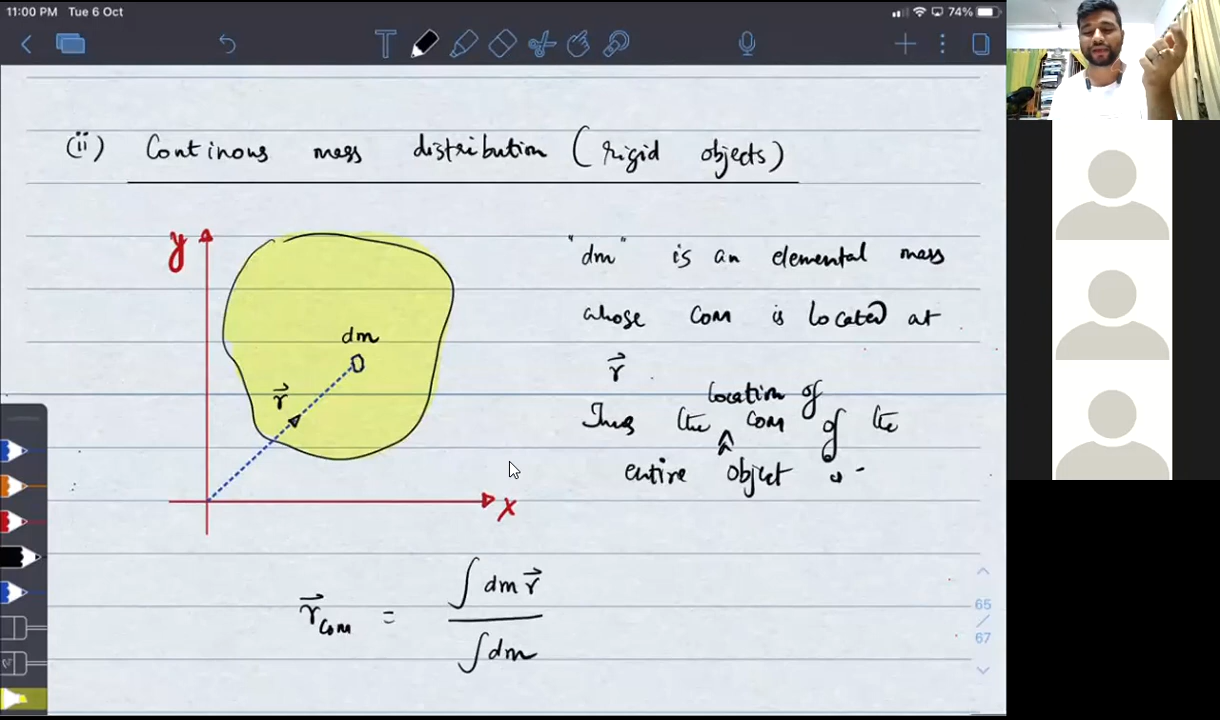 11:00 PM Tue 6 Oct
74%
(ii) Continous mass distribution (rigid objects)
y
"dm" is an elemental mass
whose COM is located at
r⃗
dm
r⃗
location of
Thus the COM of the
entire object is -
x
r⃗com = ∫dm r⃗ / ∫dm
65
/
67